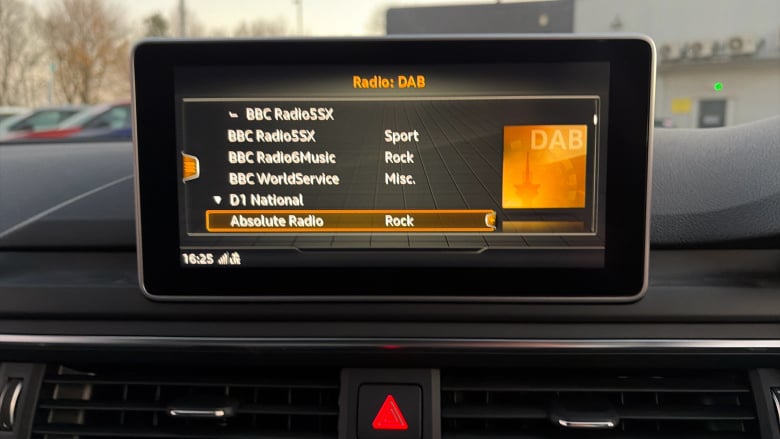 Radio: DAB
BBC Radio5SX
BBC Radio5SX Sport
BBC Radio6Music Rock
BBC WorldService Misc.
D1 National
Absolute Radio Rock
DAB
16:25 LTE